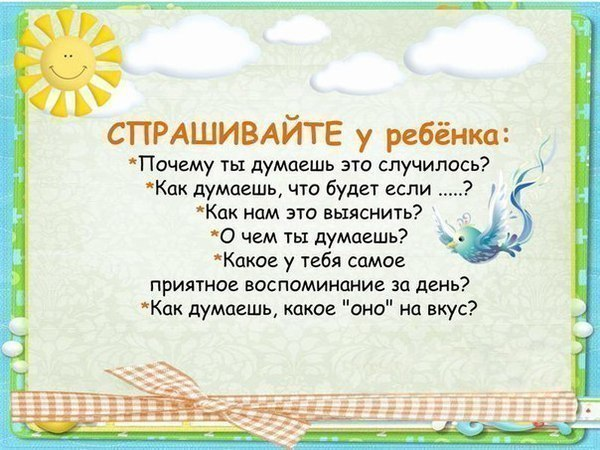 СПРАШИВАЙТЕ у ребёнка:
*Почему ты думаешь это случилось?
*Как думаешь, что будет если .....?
*Как нам это выяснить?
*О чем ты думаешь?
*Какое у тебя самое
приятное воспоминание за день?
*Как думаешь, какое "оно" на вкус?